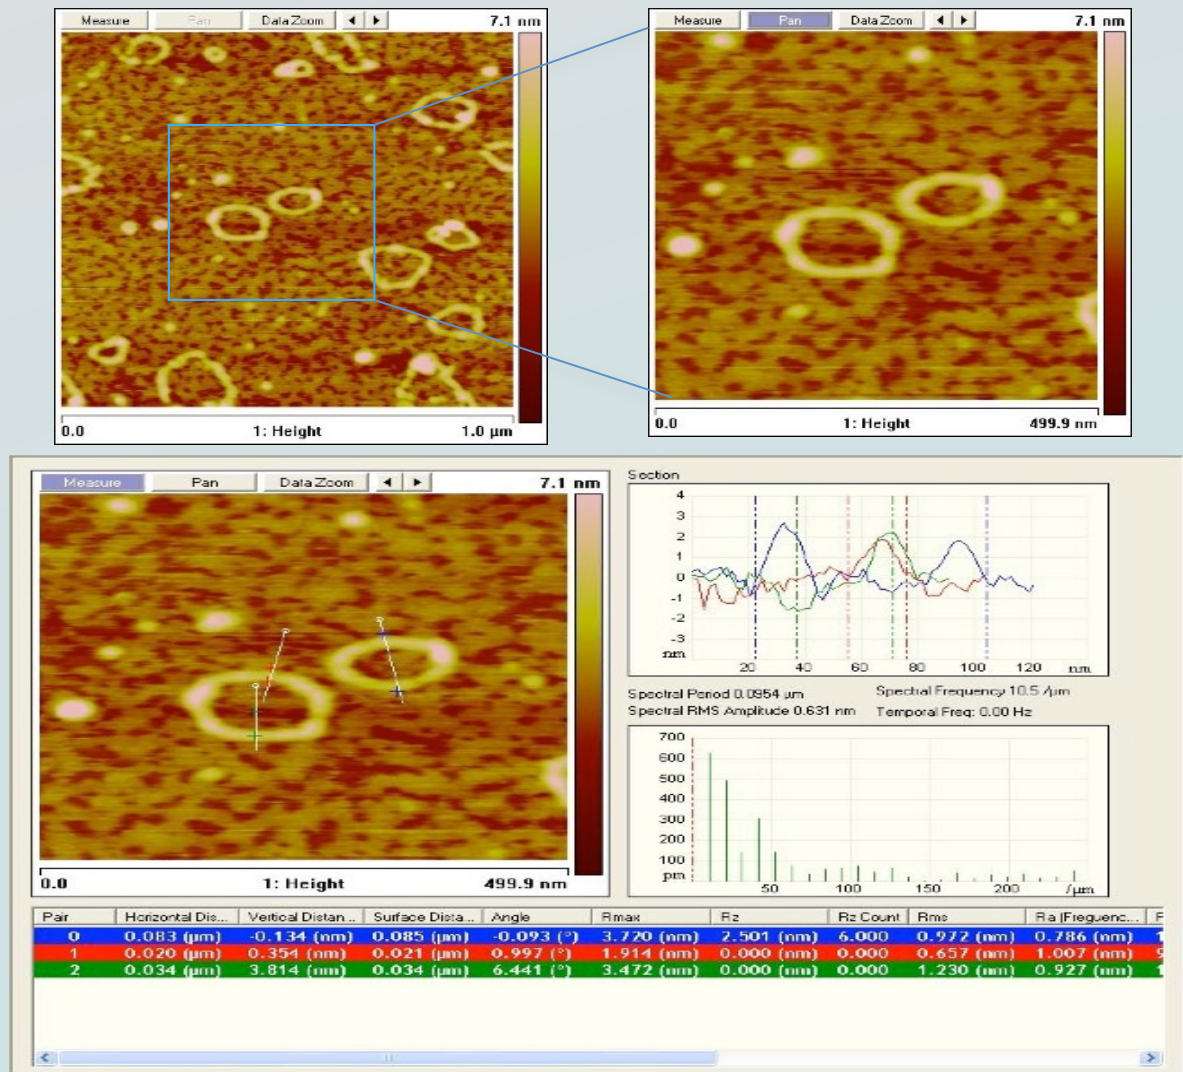 Measure Pan Data Zoom 7.1 nm
0.0 1: Height 1.0 µm
Measure Pan Data Zoom 7.1 nm
0.0 1: Height 499.9 nm
Measure Pan Data Zoom 7.1 nm
0.0 1: Height 499.9 nm
Section
4
3
2
1
0
-1
-2
-3
nm
20 40 60 80 100 120 nm
Spectral Period 0.0954 µm Spectral Frequency 10.5 /µm
Spectral RMS Amplitude 0.631 nm Temporal Freq: 0.00 Hz
700
600
500
400
300
200
100
pm
50 100 150 200 /µm
Pair Horizontal Dis... Vertical Distan... Surface Dista... Angle Rmax Rz Rz Count Rms Ra (Frequenc... F
0 0.083 (µm) -0.134 (nm) 0.085 (µm) -0.093 (°) 3.720 (nm) 2.501 (nm) 6.000 0.972 (nm) 0.786 (nm) 1
1 0.020 (µm) 0.354 (nm) 0.021 (µm) 0.997 (°) 1.914 (nm) 0.000 (nm) 0.000 0.657 (nm) 1.007 (nm) 9
2 0.034 (µm) 3.814 (nm) 0.034 (µm) 6.441 (°) 3.472 (nm) 0.000 (nm) 0.000 1.230 (nm) 0.927 (nm) 1